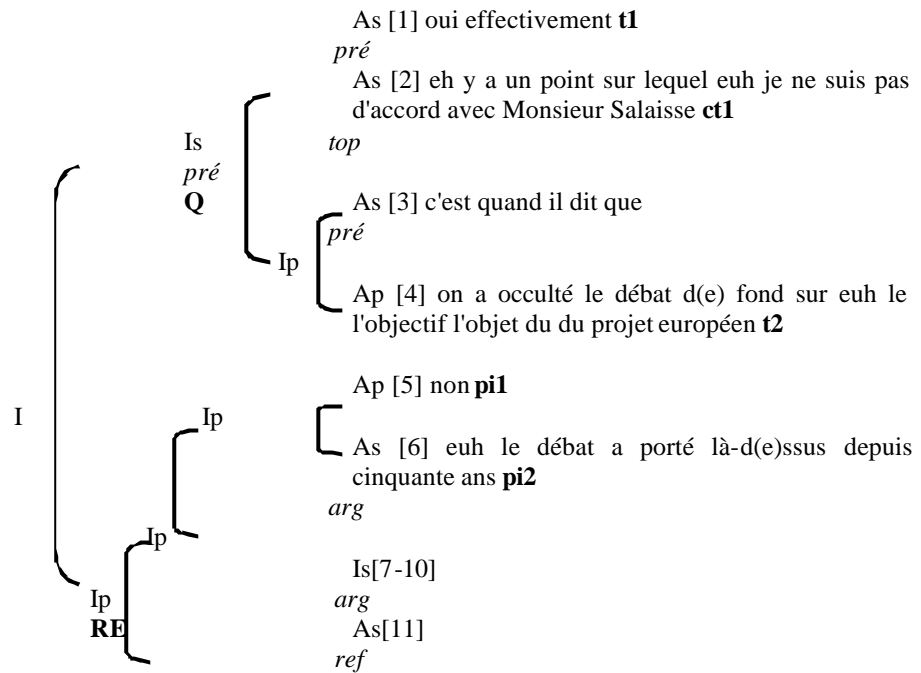 As [1] oui effectivement t1
pré
As [2] eh y a un point sur lequel euh je ne suis pas
d'accord avec Monsieur Salaisse ct1
Is top
pré
Q
As [3] c'est quand il dit que
pré
Ip
Ap [4] on a occulté le débat d(e) fond sur euh le
l'objectif l'objet du du projet européen t2
Ap [5] non pi1
I Ip
As [6] euh le débat a porté là-d(e)ssus depuis
cinquante ans pi2
arg
Ip
Is[7-10]
Ip arg
RE As[11]
ref